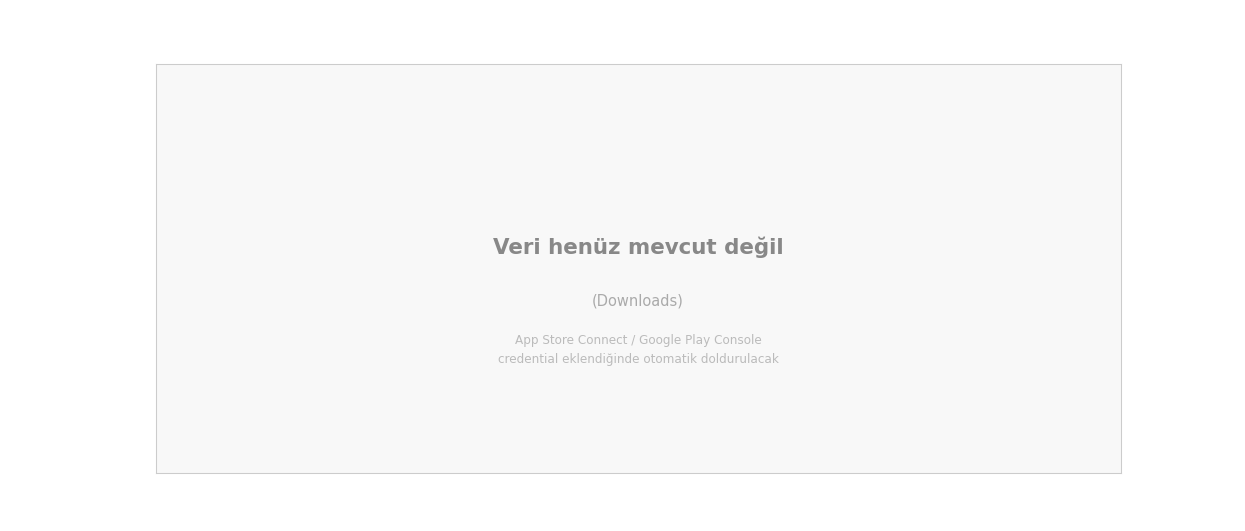 Veri henüz mevcut değil
(Downloads)
App Store Connect / Google Play Console
credential eklendiğinde otomatik doldurulacak